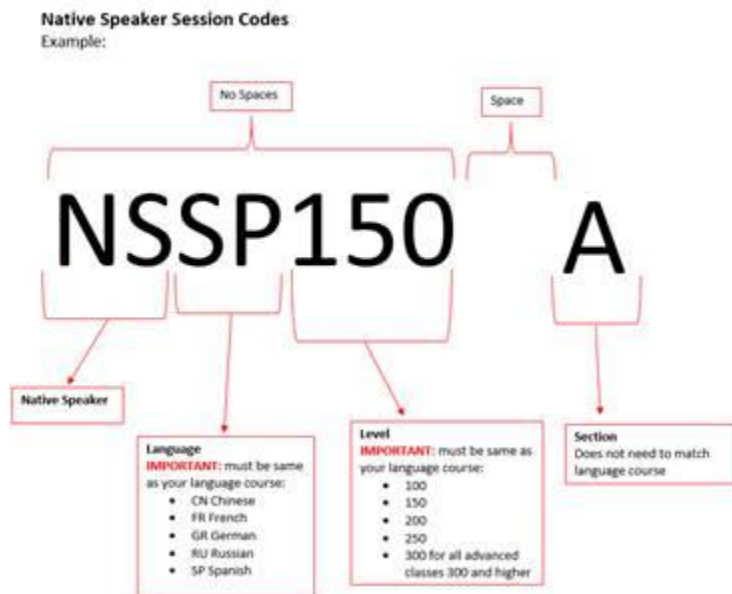 Native Speaker Session Codes
Example:
No Spaces
Space
NSSP150 A
Native Speaker
Language
IMPORTANT: must be same
as your language course:
• CN Chinese
• FR French
• GR German
• RU Russian
• SP Spanish
Level
IMPORTANT: must be same as
your language course:
• 100
• 150
• 200
• 250
• 300 for all advanced
classes 300 and higher
Section
Does not need to match
language course